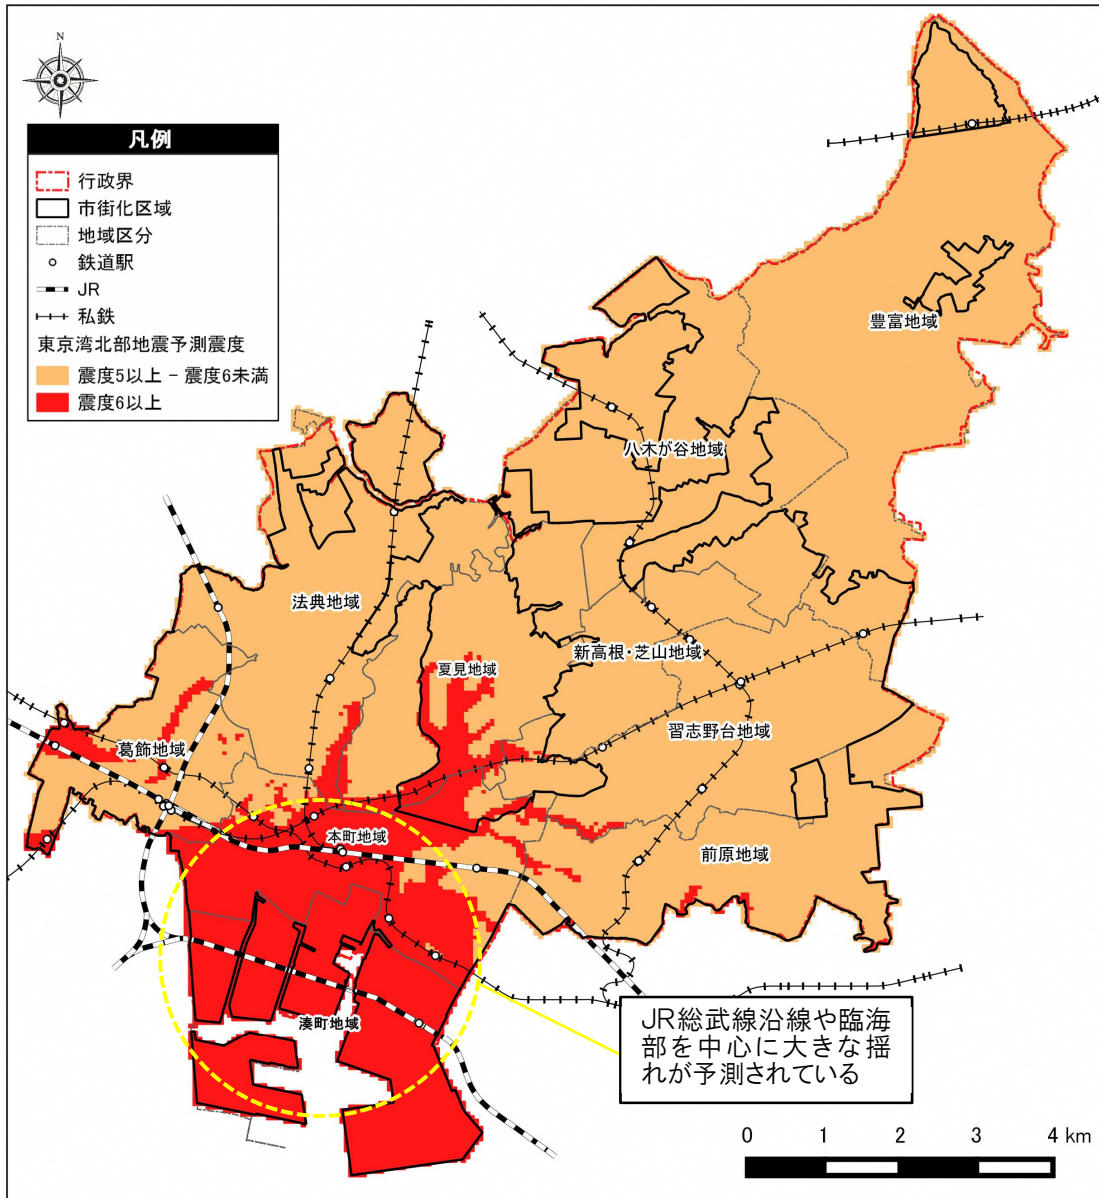 N
凡例
行政界
市街化区域
地域区分
鉄道駅
JR
私鉄
東京湾北部地震予測震度
震度5以上 － 震度6未満
震度6以上
豊富地域
八木が谷地域
法典地域
新高根・芝山地域
夏見地域
習志野台地域
葛飾地域
本町地域
前原地域
湊町地域
JR総武線沿線や臨海
部を中心に大きな揺
れが予測されている
0 1 2 3 4 km